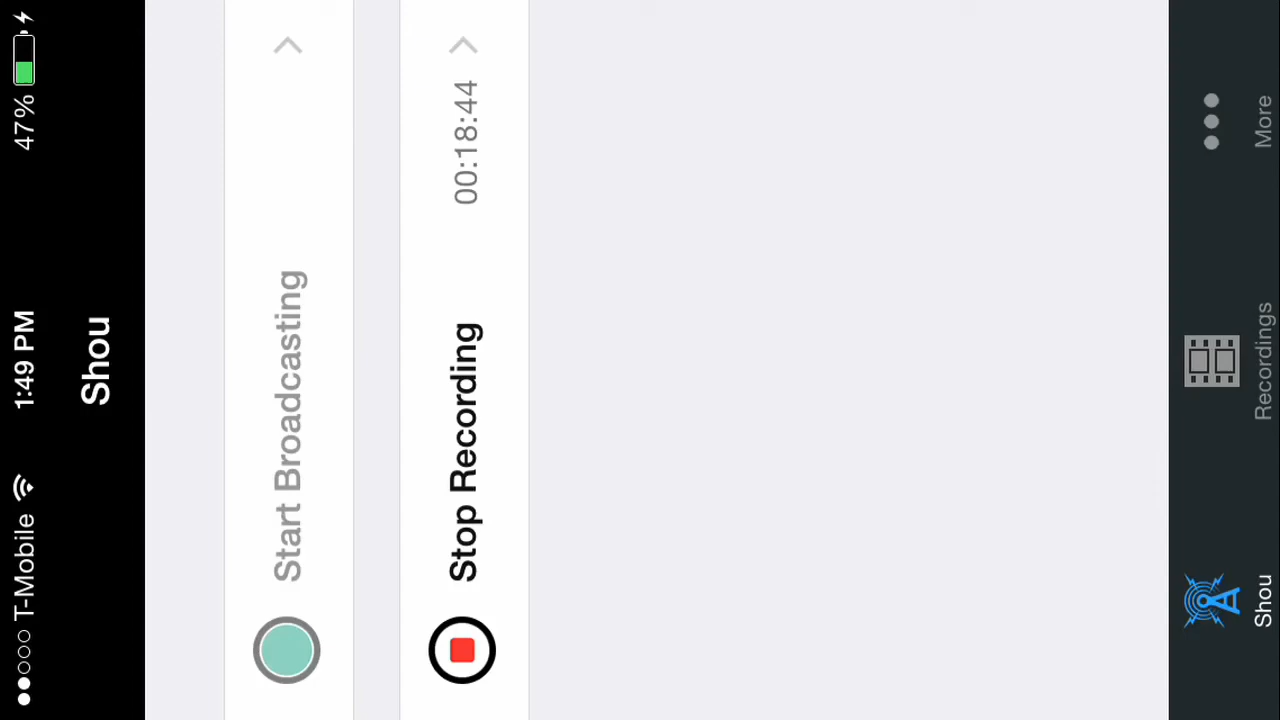 T-Mobile 1:49 PM 47%
Shou
Start Broadcasting
Stop Recording 00:18:44
Shou Recordings More